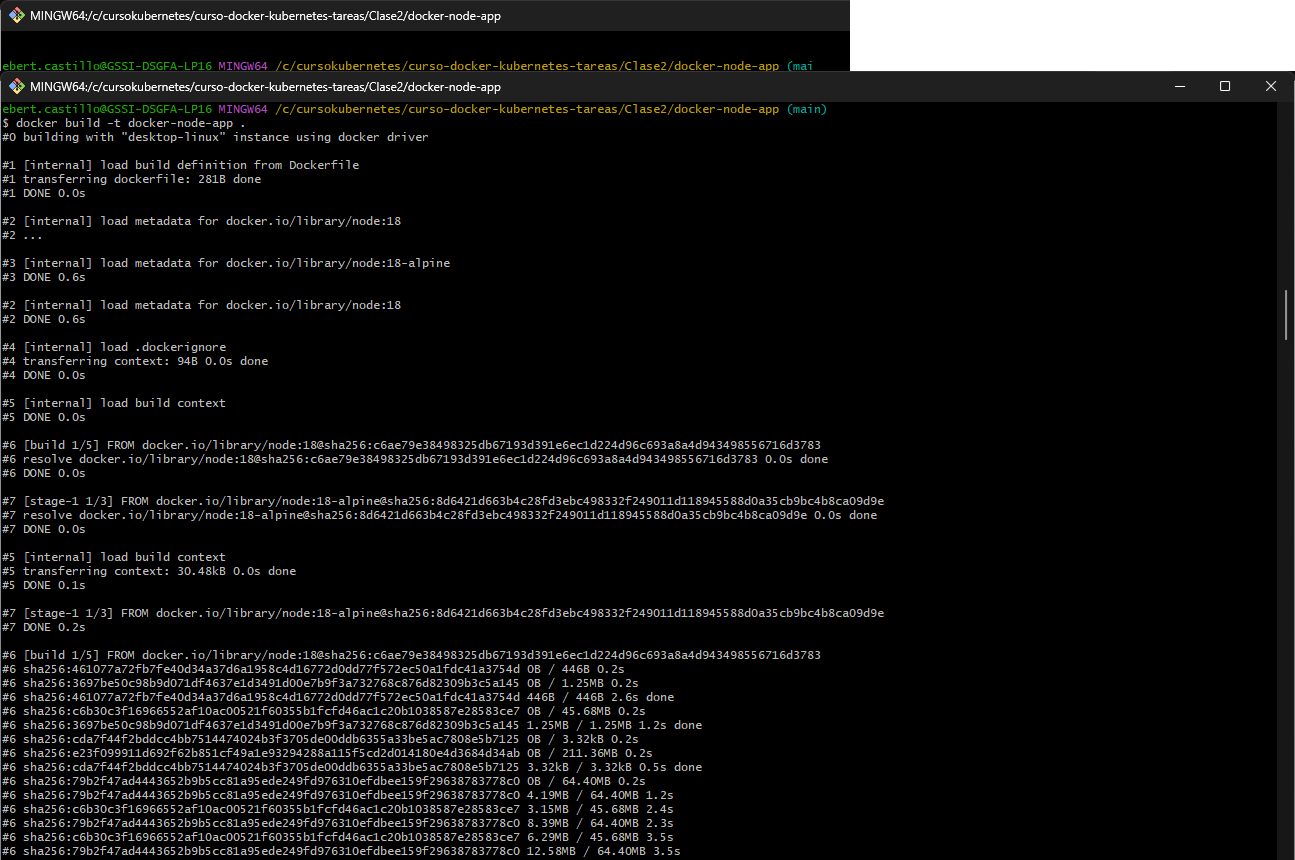 MINGW64:/c/cursokubernetes/curso-docker-kubernetes-tareas/Clase2/docker-node-app
ebert.castillo@GSSI-DSGFA-LP16 MINGW64 /c/cursokubernetes/curso-docker-kubernetes-tareas/Clase2/docker-node-app (mai
MINGW64:/c/cursokubernetes/curso-docker-kubernetes-tareas/Clase2/docker-node-app
ebert.castillo@GSSI-DSGFA-LP16 MINGW64 /c/cursokubernetes/curso-docker-kubernetes-tareas/Clase2/docker-node-app (main)
$ docker build -t docker-node-app .
#0 building with "desktop-linux" instance using docker driver
#1 [internal] load build definition from Dockerfile
#1 transferring dockerfile: 281B done
#1 DONE 0.0s
#2 [internal] load metadata for docker.io/library/node:18
#2 ...
#3 [internal] load metadata for docker.io/library/node:18-alpine
#3 DONE 0.6s
#2 [internal] load metadata for docker.io/library/node:18
#2 DONE 0.6s
#4 [internal] load .dockerignore
#4 transferring context: 94B 0.0s done
#4 DONE 0.0s
#5 [internal] load build context
#5 DONE 0.0s
#6 [build 1/5] FROM docker.io/library/node:18@sha256:c6ae79e38498325db67193d391e6ec1d224d96c693a8a4d943498556716d3783
#6 resolve docker.io/library/node:18@sha256:c6ae79e38498325db67193d391e6ec1d224d96c693a8a4d943498556716d3783 0.0s done
#6 DONE 0.0s
#7 [stage-1 1/3] FROM docker.io/library/node:18-alpine@sha256:8d6421d663b4c28fd3ebc498332f249011d118945588d0a35cb9bc4b8ca09d9e
#7 resolve docker.io/library/node:18-alpine@sha256:8d6421d663b4c28fd3ebc498332f249011d118945588d0a35cb9bc4b8ca09d9e 0.0s done
#7 DONE 0.0s
#5 [internal] load build context
#5 transferring context: 30.48kB 0.0s done
#5 DONE 0.1s
#7 [stage-1 1/3] FROM docker.io/library/node:18-alpine@sha256:8d6421d663b4c28fd3ebc498332f249011d118945588d0a35cb9bc4b8ca09d9e
#7 DONE 0.2s
#6 [build 1/5] FROM docker.io/library/node:18@sha256:c6ae79e38498325db67193d391e6ec1d224d96c693a8a4d943498556716d3783
#6 sha256:461077a72fb7fe40d34a37d6a1958c4d16772d0dd77f572ec50a1fdc41a3754d 0B / 446B 0.2s
#6 sha256:3697be50c98b9d071df4637e1d3491d00e7b9f3a732768c876d82309b3c5a145 0B / 1.25MB 0.2s
#6 sha256:461077a72fb7fe40d34a37d6a1958c4d16772d0dd77f572ec50a1fdc41a3754d 446B / 446B 2.6s done
#6 sha256:c6b30c3f16966552af10ac00521f60355b1fcfd46ac1c20b1038587e28583ce7 0B / 45.68MB 0.2s
#6 sha256:3697be50c98b9d071df4637e1d3491d00e7b9f3a732768c876d82309b3c5a145 1.25MB / 1.25MB 1.2s done
#6 sha256:cda7f44f2bddcc4bb7514474024b3f3705de00ddb6355a33be5ac7808e5b7125 0B / 3.32kB 0.2s
#6 sha256:e23f099911d692f62b851cf49a1e93294288a115f5cd2d014180e4d3684d34ab 0B / 211.36MB 0.2s
#6 sha256:cda7f44f2bddcc4bb7514474024b3f3705de00ddb6355a33be5ac7808e5b7125 3.32kB / 3.32kB 0.5s done
#6 sha256:79b2f47ad4443652b9b5cc81a95ede249fd976310efdbee159f29638783778c0 0B / 64.40MB 0.2s
#6 sha256:79b2f47ad4443652b9b5cc81a95ede249fd976310efdbee159f29638783778c0 4.19MB / 64.40MB 1.2s
#6 sha256:c6b30c3f16966552af10ac00521f60355b1fcfd46ac1c20b1038587e28583ce7 3.15MB / 45.68MB 2.4s
#6 sha256:79b2f47ad4443652b9b5cc81a95ede249fd976310efdbee159f29638783778c0 8.39MB / 64.40MB 2.3s
#6 sha256:c6b30c3f16966552af10ac00521f60355b1fcfd46ac1c20b1038587e28583ce7 6.29MB / 45.68MB 3.5s
#6 sha256:79b2f47ad4443652b9b5cc81a95ede249fd976310efdbee159f29638783778c0 12.58MB / 64.40MB 3.5s